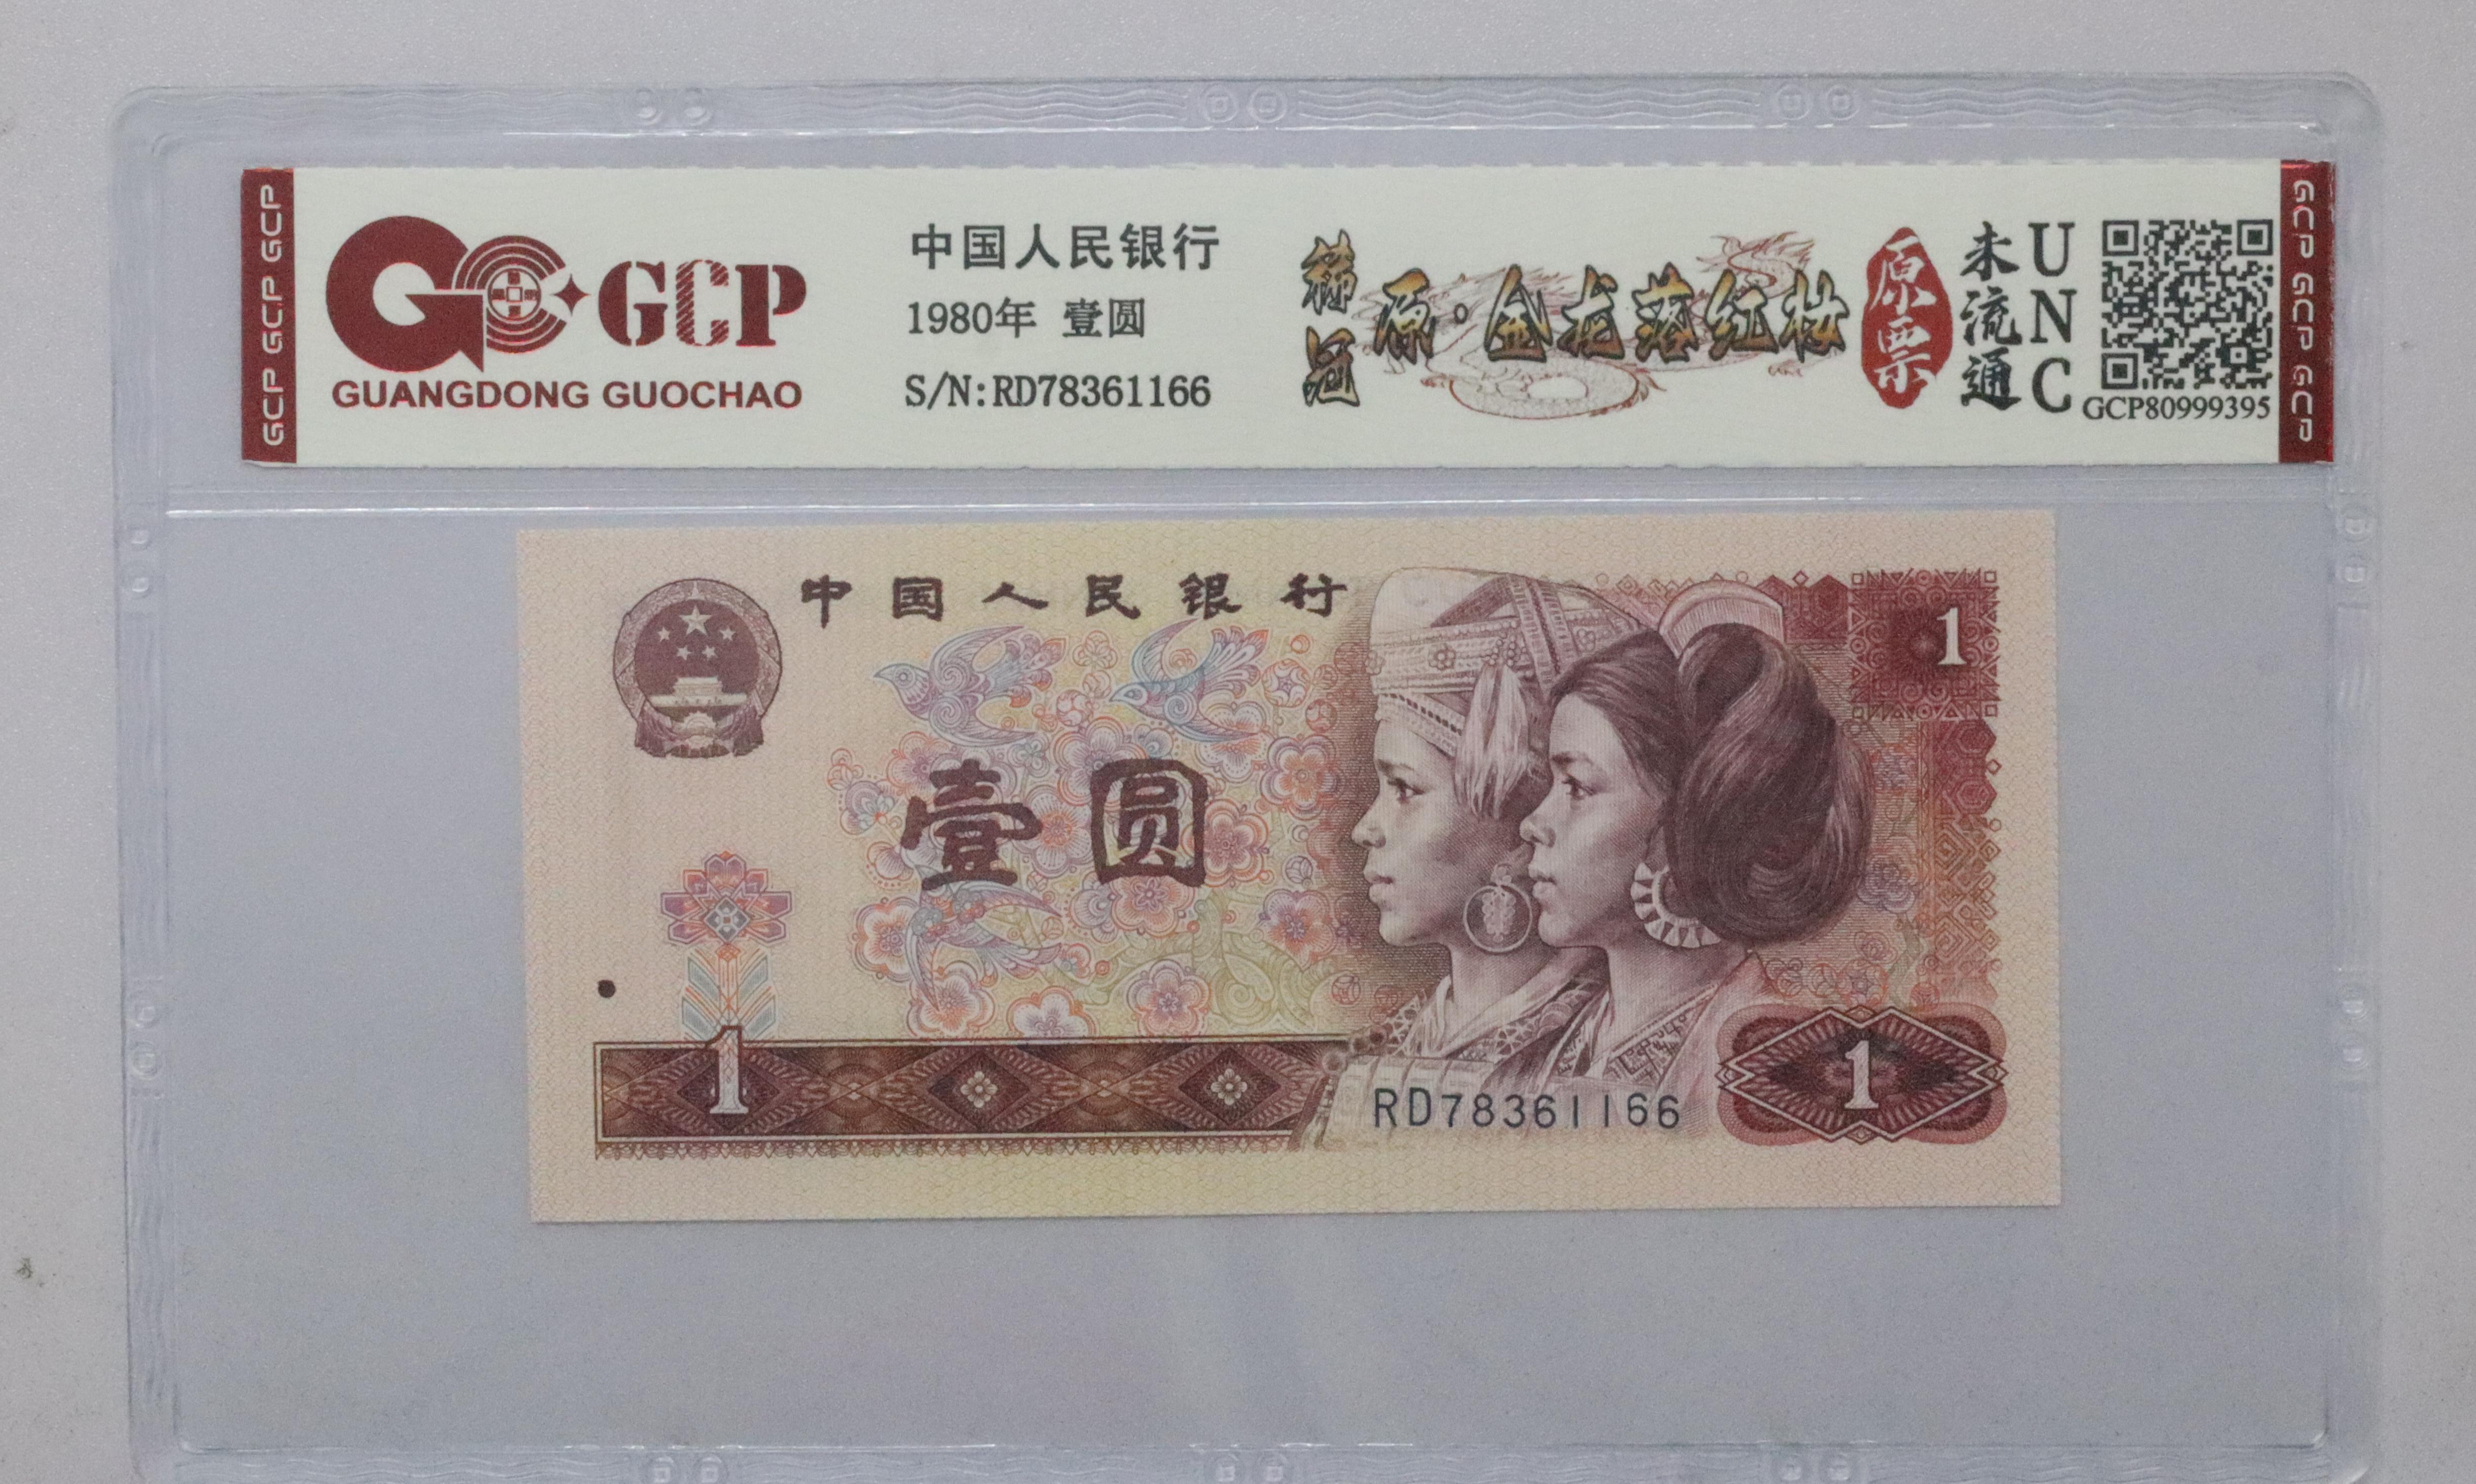 GCP GCP GCP
GCP
GUANGDONG GUOCHAO
中国人民银行
1980年 壹圆
S/N:RD78361166
原·金龙落红妆
原票
未流通
UNC
GCP80999395
GCP GCP GCP
中国人民银行
1
壹圆
1
RD78361166
1